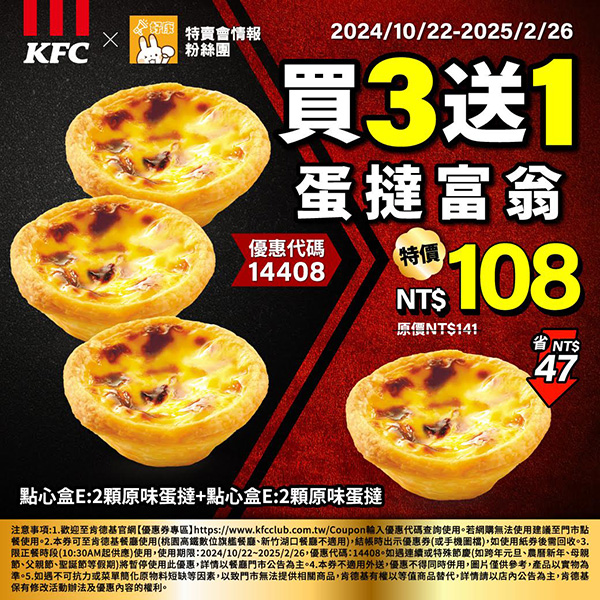 KFC × 好康 特賣會情報
粉絲團
2024/10/22-2025/2/26
買3送1
蛋撻富翁
優惠代碼
14408
特價
NT$108
原價NT$141
省NT$
47
點心盒E:2顆原味蛋撻+點心盒E:2顆原味蛋撻
注意事項:1.歡迎至肯德基官網【優惠券專區】https://www.kfcclub.com.tw/Coupon輸入優惠代碼查詢使用。若網購無法使用建議至門市點
餐使用。2.本券可至肯德基餐廳使用(桃園高鐵數位旗艦餐廳、新竹湖口餐廳不適用),結帳時出示優惠券(或手機圖檔),如使用紙券後需回收。3.
限正餐時段(10:30AM起供應)使用,使用期限:2024/10/22~2025/2/26,優惠代碼:14408。如遇連續或特殊節慶(如跨年元旦、農曆新年、母親
節、父親節、聖誕節等假期)將暫停使用此優惠,詳情以餐廳門市公告為主。4.本券不適用外送,優惠不得同時併用,圖片僅供參考,產品以實物為
準。5.如遇不可抗力或菜單簡化原物料短缺等因素,以致門市無法提供相關商品,肯德基有權以等值商品替代,詳情請以店內公告為主,肯德基
保有修改活動辦法及優惠內容的權利。